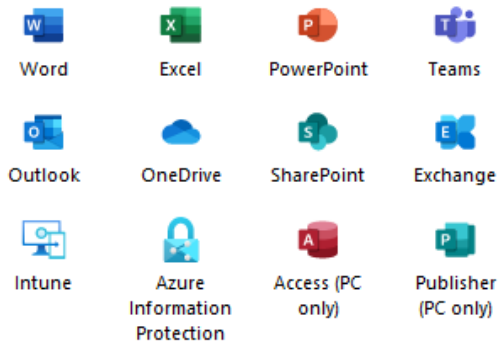 W
X
P
T
Word
Excel
PowerPoint
Teams
O
S
E
Outlook
OneDrive
SharePoint
Exchange
A
P
Intune
Azure
Information
Protection
Access (PC
only)
Publisher
(PC only)